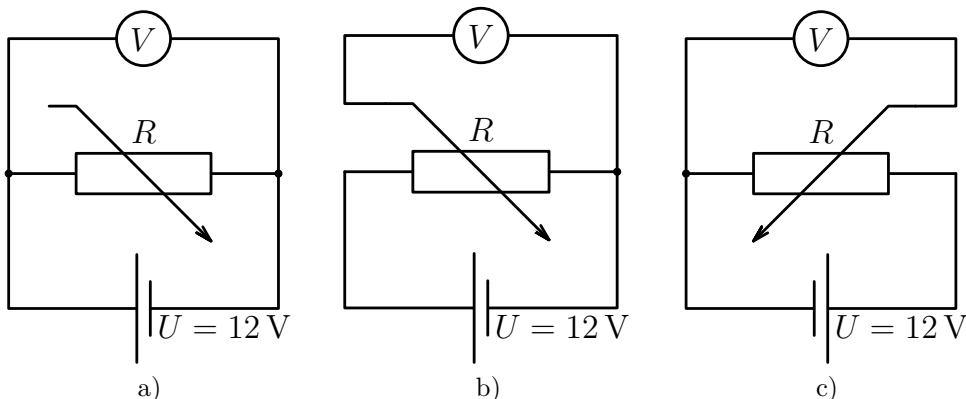 V V V
R R R
U = 12 V U = 12 V U = 12 V
a) b) c)